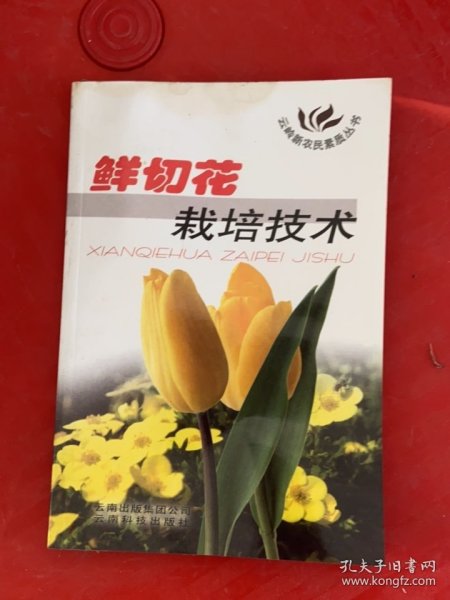 云岭新农民素质丛书
鲜切花
栽培技术
XIANQIEHUA ZAIPEI JISHU
云南出版集团公司
云南科技出版社
孔夫子旧书网
www.kongfz.com